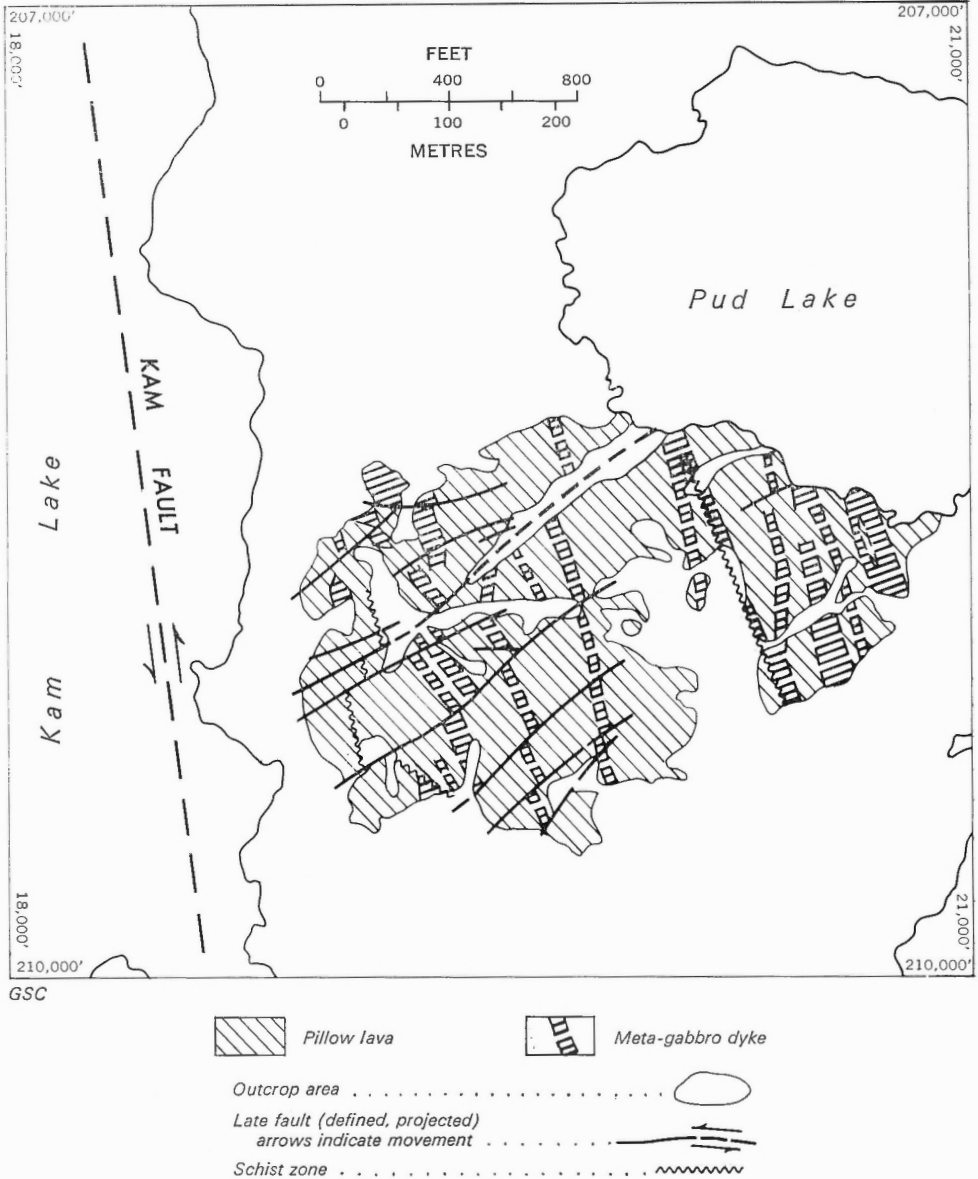 207,000'
207,000'
18,000'
21,000'
FEET
0 400 800
0 100 200
METRES
Pud Lake
KAM FAULT
Kam Lake
18,000'
21,000'
210,000'
210,000'
GSC
Pillow lava
Meta-gabbro dyke
Outcrop area
Late fault (defined, projected)
arrows indicate movement
Schist zone